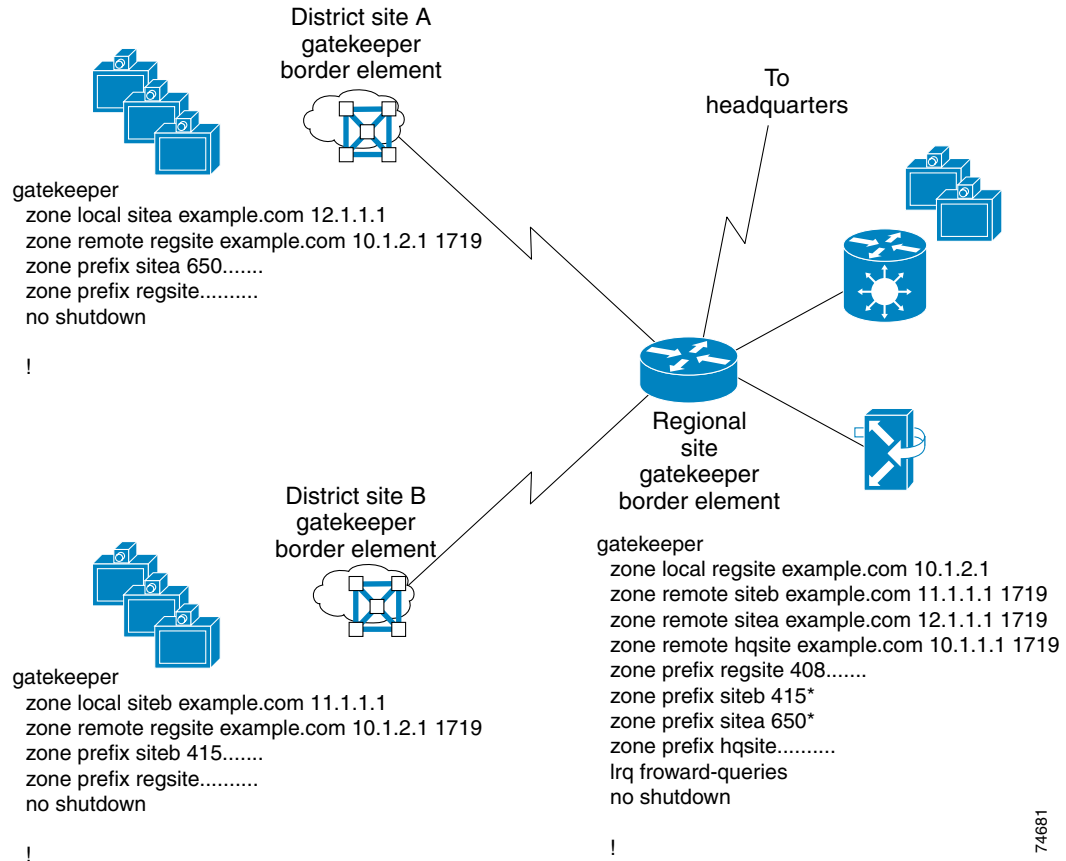 District site A
gatekeeper
border element
To
headquarters
gatekeeper
zone local sitea example.com 12.1.1.1
zone remote regsite example.com 10.1.2.1 1719
zone prefix sitea 650.......
zone prefix regsite..........
no shutdown
!
Regional
site
gatekeeper
border element
District site B
gatekeeper
border element
gatekeeper
zone local siteb example.com 11.1.1.1
zone remote regsite example.com 10.1.2.1 1719
zone prefix siteb 415.......
zone prefix regsite..........
no shutdown
!
gatekeeper
zone local regsite example.com 10.1.2.1
zone remote siteb example.com 11.1.1.1 1719
zone remote sitea example.com 12.1.1.1 1719
zone remote hqsite example.com 10.1.1.1 1719
zone prefix regsite 408.......
zone prefix siteb 415*
zone prefix sitea 650*
zone prefix hqsite..........
lrq froward-queries
no shutdown
!
74681